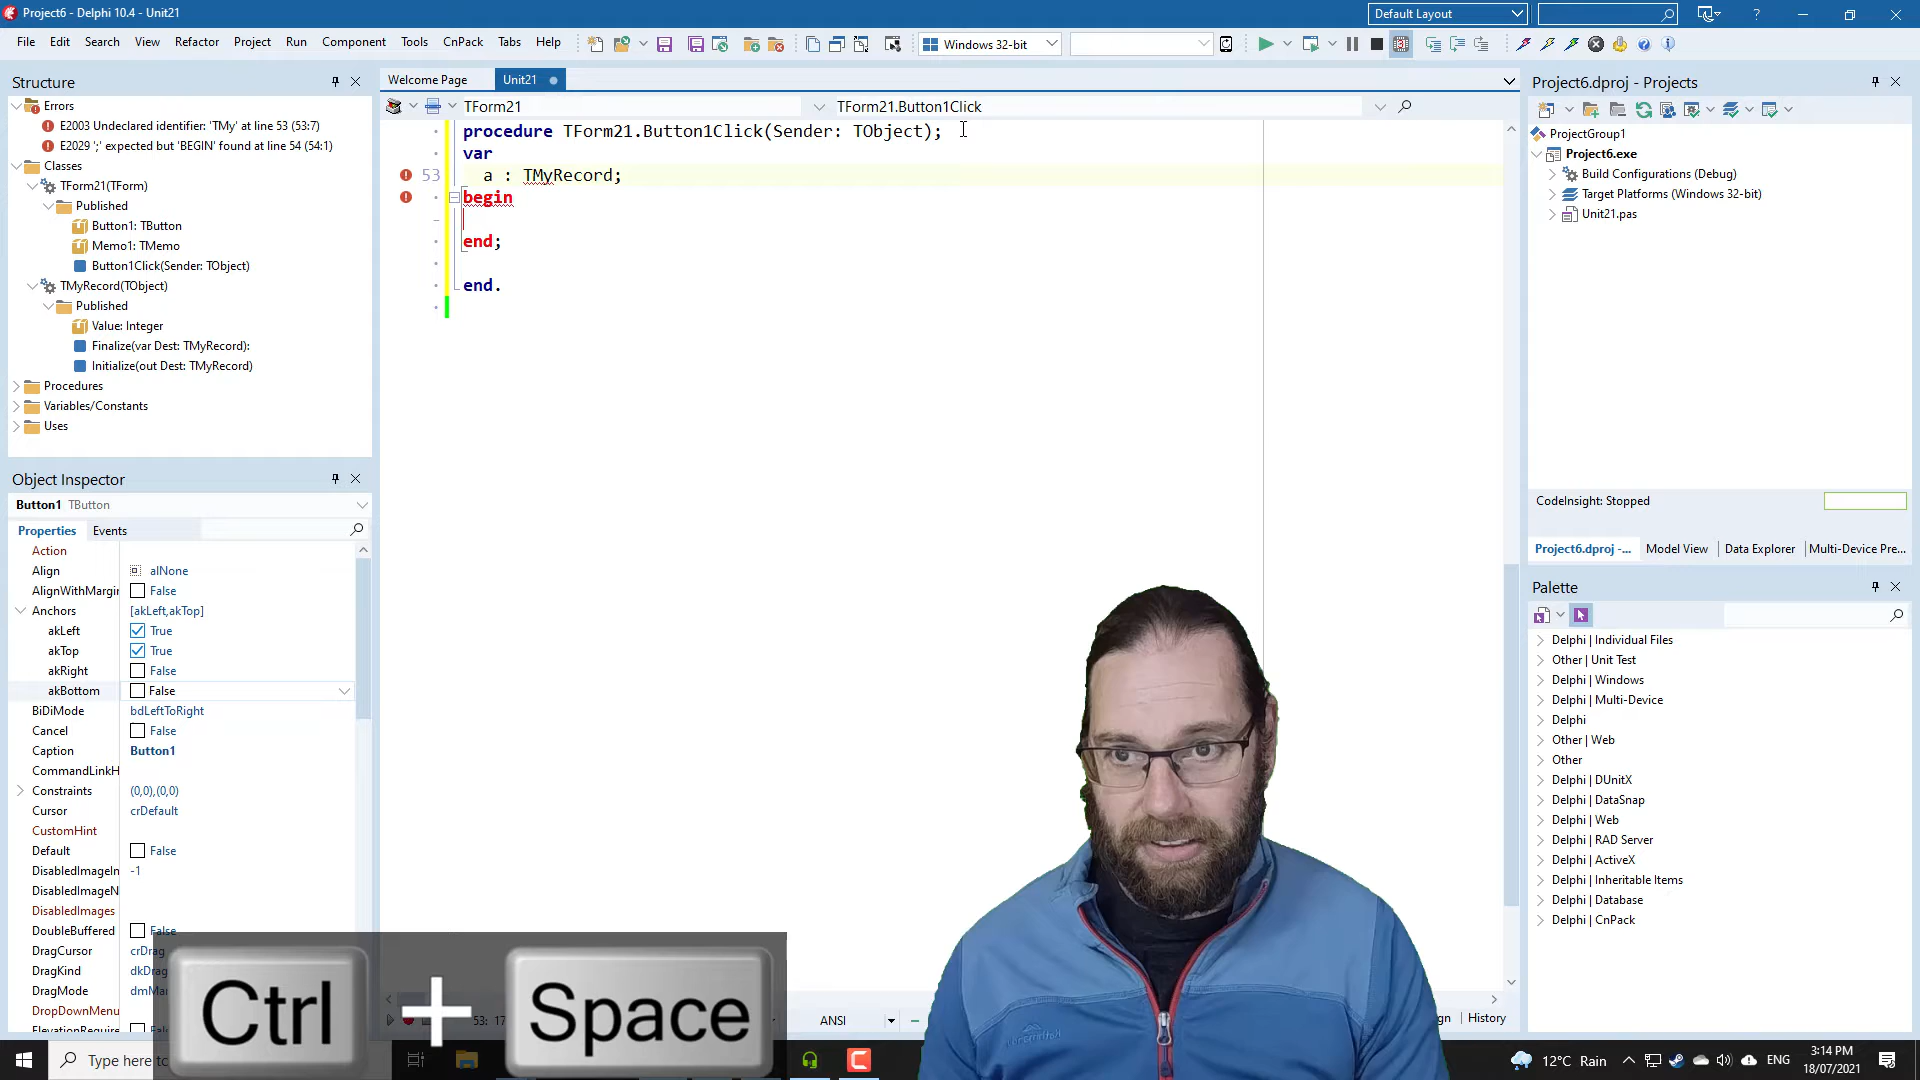 Project6 - Delphi 10.4 - Unit21
Default Layout
File Edit Search View Refactor Project Run Component Tools CnPack Tabs Help
Windows 32-bit
Structure
Errors
E2003 Undeclared identifier: 'TMy' at line 53 (53:7)
E2029 ';' expected but 'BEGIN' found at line 54 (54:1)
Classes
TForm21(TForm)
Published
Button1: TButton
Memo1: TMemo
Button1Click(Sender: TObject)
TMyRecord(TObject)
Published
Value: Integer
Finalize(var Dest: TMyRecord):
Initialize(out Dest: TMyRecord)
Procedures
Variables/Constants
Uses
Welcome Page Unit21
TForm21 TForm21.Button1Click
procedure TForm21.Button1Click(Sender: TObject);
var
53 a : TMyRecord;
begin
end;
end.
Project6.dproj - Projects
ProjectGroup1
Project6.exe
Build Configurations (Debug)
Target Platforms (Windows 32-bit)
Unit21.pas
CodeInsight: Stopped
Project6.dproj -... Model View Data Explorer Multi-Device Pre...
Object Inspector
Button1 TButton
Properties Events
Action
Align alNone
AlignWithMargin False
Anchors [akLeft,akTop]
akLeft True
akTop True
akRight False
akBottom False
BiDiMode bdLeftToRight
Cancel False
Caption Button1
CommandLinkH
Constraints (0,0),(0,0)
Cursor crDefault
CustomHint
Default False
DisabledImageIn -1
DisabledImageN
DisabledImages
DoubleBuffered False
DragCursor crDrag
DragKind dkD
DragMode dmMa
DropDownMenu
ElevationRequire
Palette
Delphi | Individual Files
Other | Unit Test
Delphi | Windows
Delphi | Multi-Device
Delphi
Other | Web
Other
Delphi | DUnitX
Delphi | DataSnap
Delphi | Web
Delphi | RAD Server
Delphi | ActiveX
Delphi | Inheritable Items
Delphi | Database
Delphi | CnPack
Ctrl + Space
53: 17
ANSI
gn History
Type here tc
12°C Rain
ENG
3:14 PM
18/07/2021